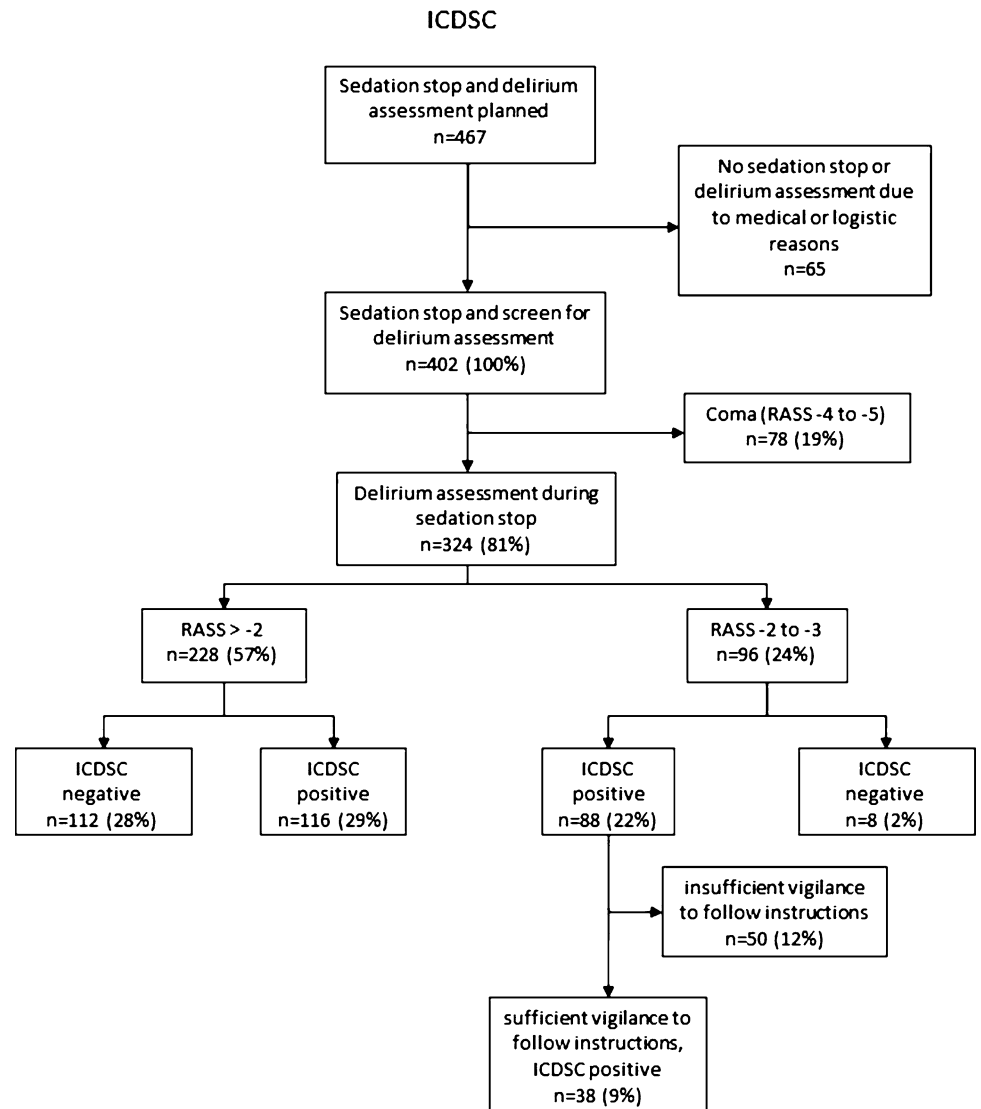 ICDSC
Sedation stop and delirium
assessment planned
n=467
No sedation stop or
delirium assessment due
to medical or logistic
reasons
n=65
Sedation stop and screen for
delirium assessment
n=402 (100%)
Coma (RASS -4 to -5)
n=78 (19%)
Delirium assessment during
sedation stop
n=324 (81%)
RASS > -2
n=228 (57%)
RASS -2 to -3
n=96 (24%)
ICDSC
negative
n=112 (28%)
ICDSC
positive
n=116 (29%)
ICDSC
positive
n=88 (22%)
ICDSC
negative
n=8 (2%)
insufficient vigilance
to follow instructions
n=50 (12%)
sufficient vigilance to
follow instructions,
ICDSC positive
n=38 (9%)